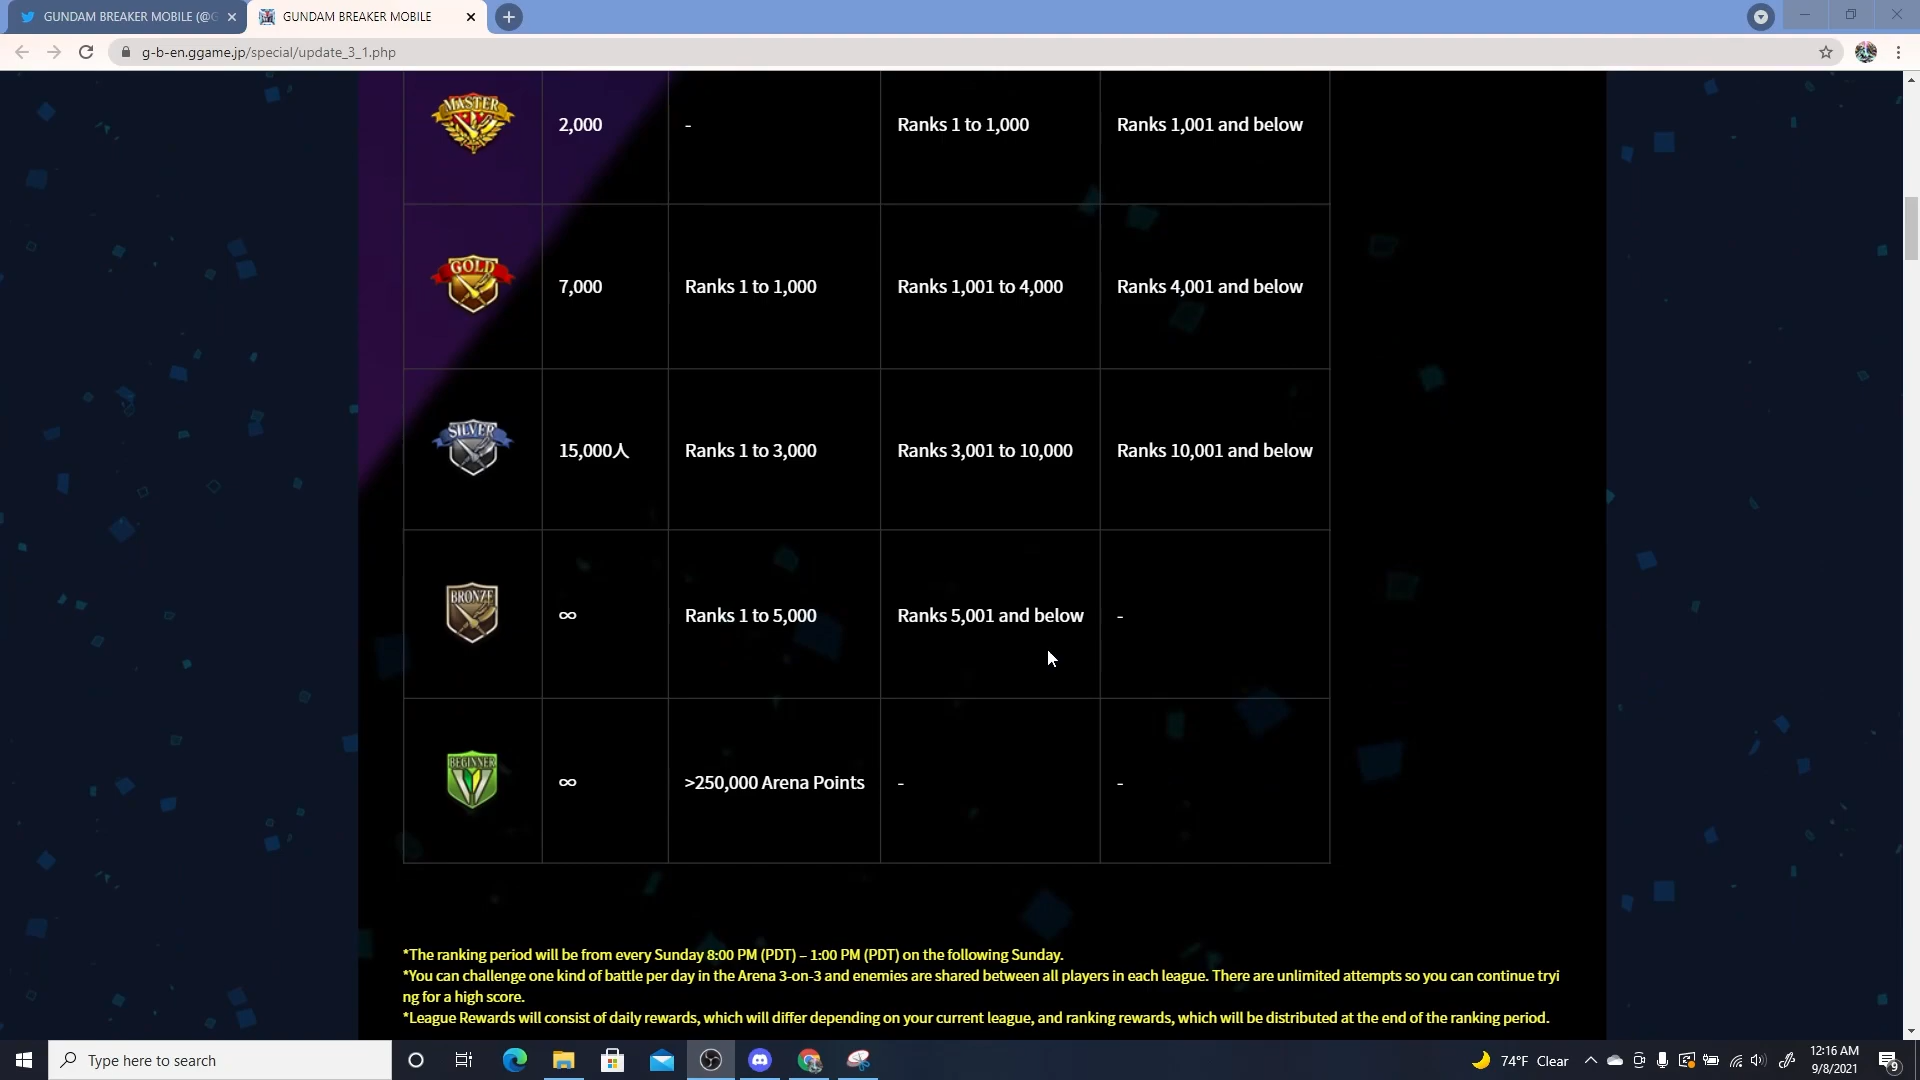 GUNDAM BREAKER MOBILE (@G
GUNDAM BREAKER MOBILE
g-b-en.ggame.jp/special/update_3_1.php
MASTER 2,000 - Ranks 1 to 1,000 Ranks 1,001 and below
GOLD 7,000 Ranks 1 to 1,000 Ranks 1,001 to 4,000 Ranks 4,001 and below
SILVER 15,000人 Ranks 1 to 3,000 Ranks 3,001 to 10,000 Ranks 10,001 and below
BRONZE ∞ Ranks 1 to 5,000 Ranks 5,001 and below -
BEGINNER ∞ >250,000 Arena Points - -
*The ranking period will be from every Sunday 8:00 PM (PDT) – 1:00 PM (PDT) on the following Sunday.
*You can challenge one kind of battle per day in the Arena 3-on-3 and enemies are shared between all players in each league. There are unlimited attempts so you can continue tryi
ng for a high score.
*League Rewards will consist of daily rewards, which will differ depending on your current league, and ranking rewards, which will be distributed at the end of the ranking period.
Type here to search
74°F Clear
12:16 AM
9/8/2021
9